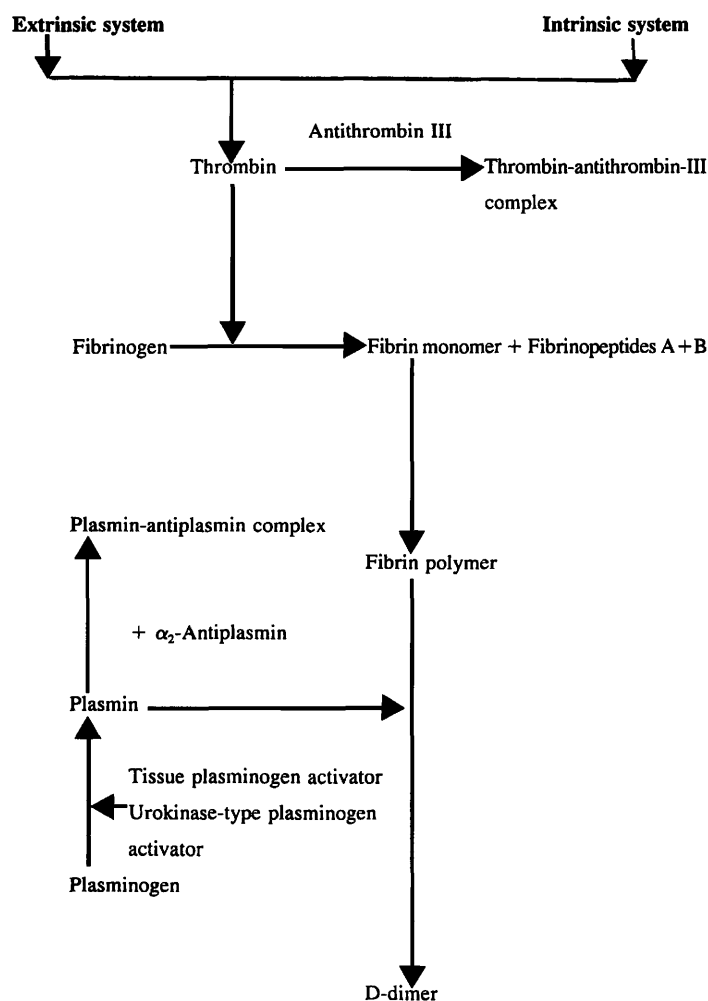 Extrinsic system
Intrinsic system
Antithrombin III
Thrombin
Thrombin-antithrombin-III
complex
Fibrinogen
Fibrin monomer + Fibrinopeptides A+B
Plasmin-antiplasmin complex
Fibrin polymer
+ α₂-Antiplasmin
Plasmin
Tissue plasminogen activator
Urokinase-type plasminogen
activator
Plasminogen
D-dimer